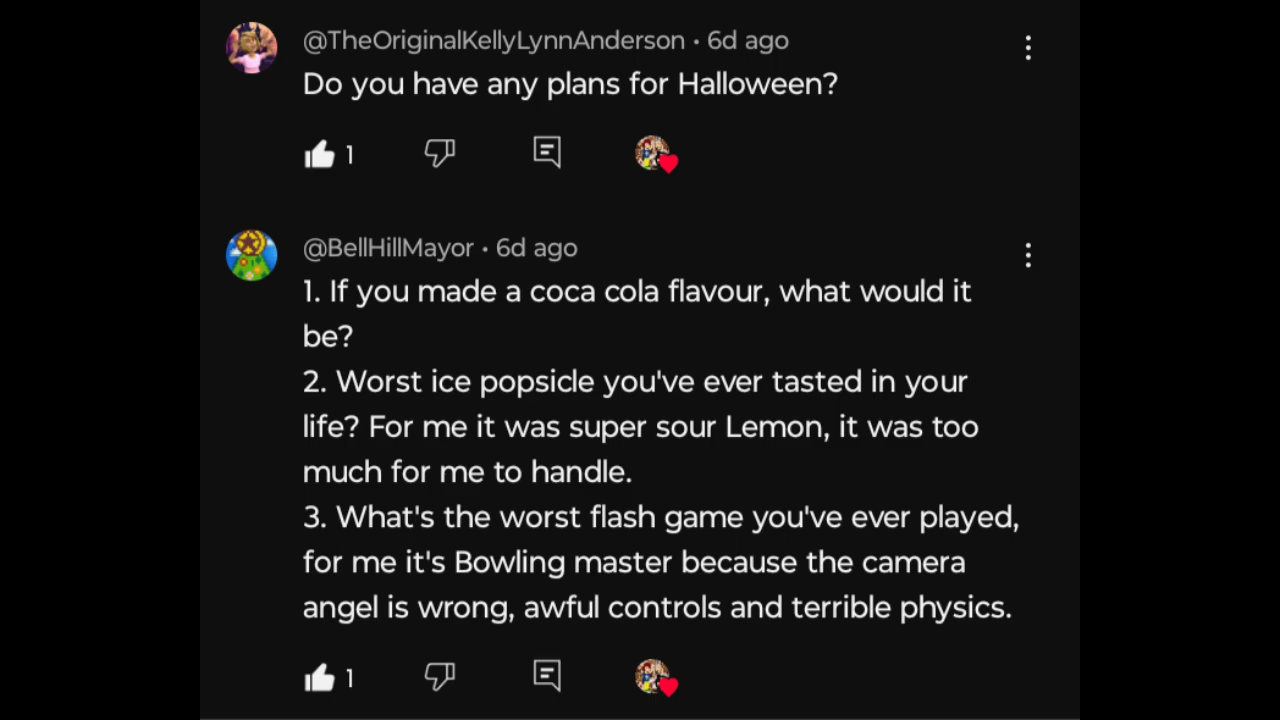 @TheOriginalKellyLynnAnderson • 6d ago
Do you have any plans for Halloween?
1
@BellHillMayor • 6d ago
1. If you made a coca cola flavour, what would it
be?
2. Worst ice popsicle you've ever tasted in your
life? For me it was super sour Lemon, it was too
much for me to handle.
3. What's the worst flash game you've ever played,
for me it's Bowling master because the camera
angel is wrong, awful controls and terrible physics.
1